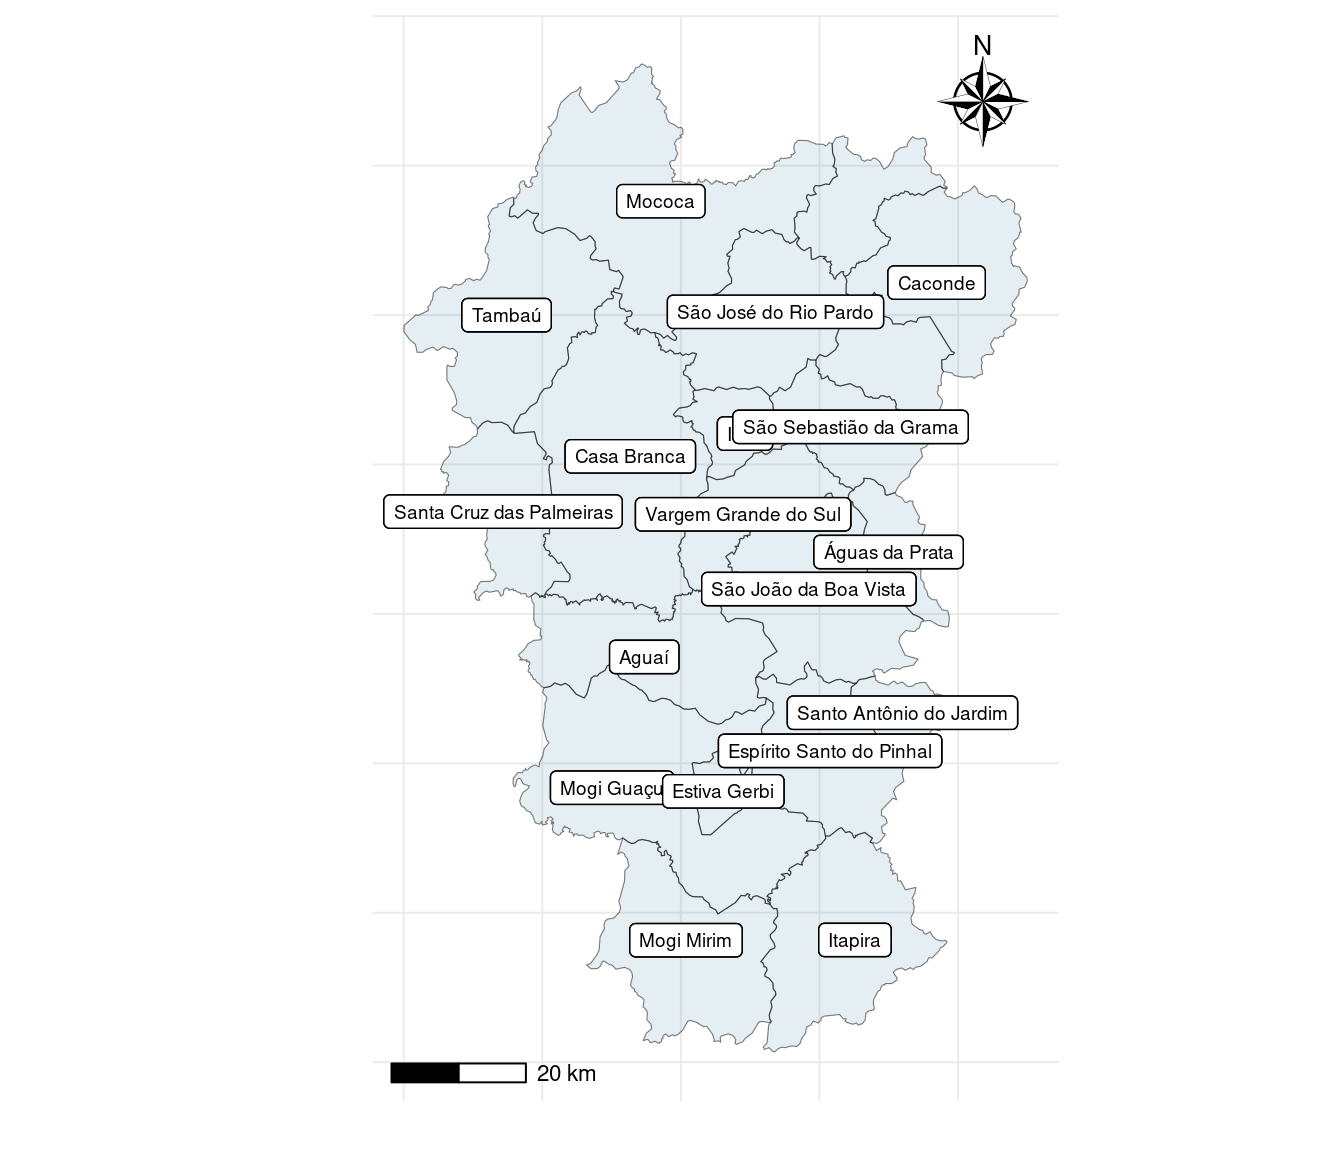 N
Mococa
Caconde
São José do Rio Pardo
Tambaú
São Sebastião da Grama
Casa Branca
Santa Cruz das Palmeiras
Vargem Grande do Sul
Águas da Prata
São João da Boa Vista
Aguaí
Santo Antônio do Jardim
Espírito Santo do Pinhal
Mogi Guaçu
Estiva Gerbi
Mogi Mirim
Itapira
20 km